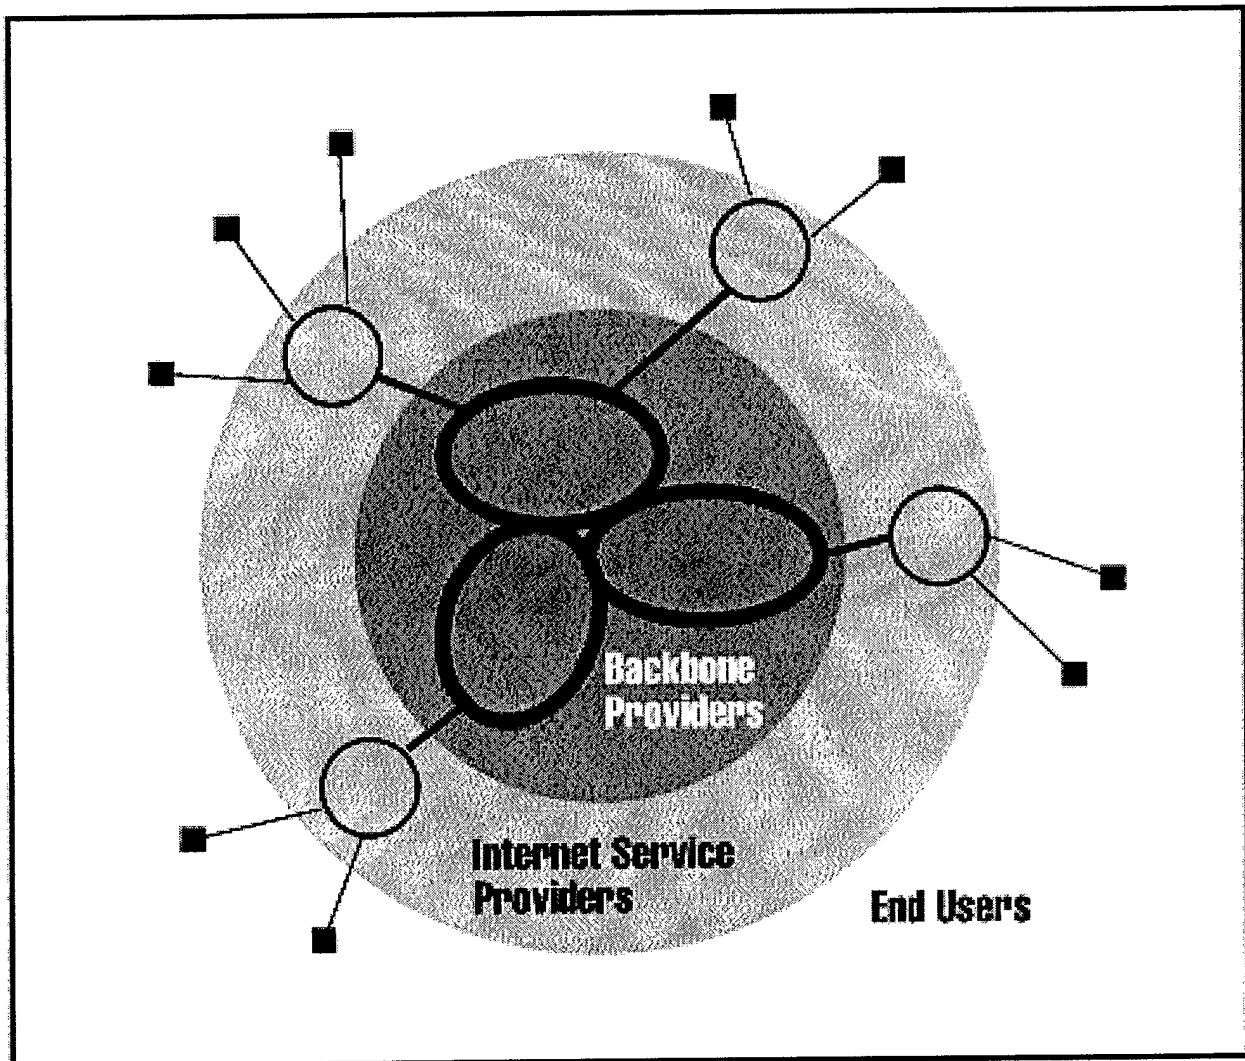 Backbone
Providers
Internet Service
Providers
End Users